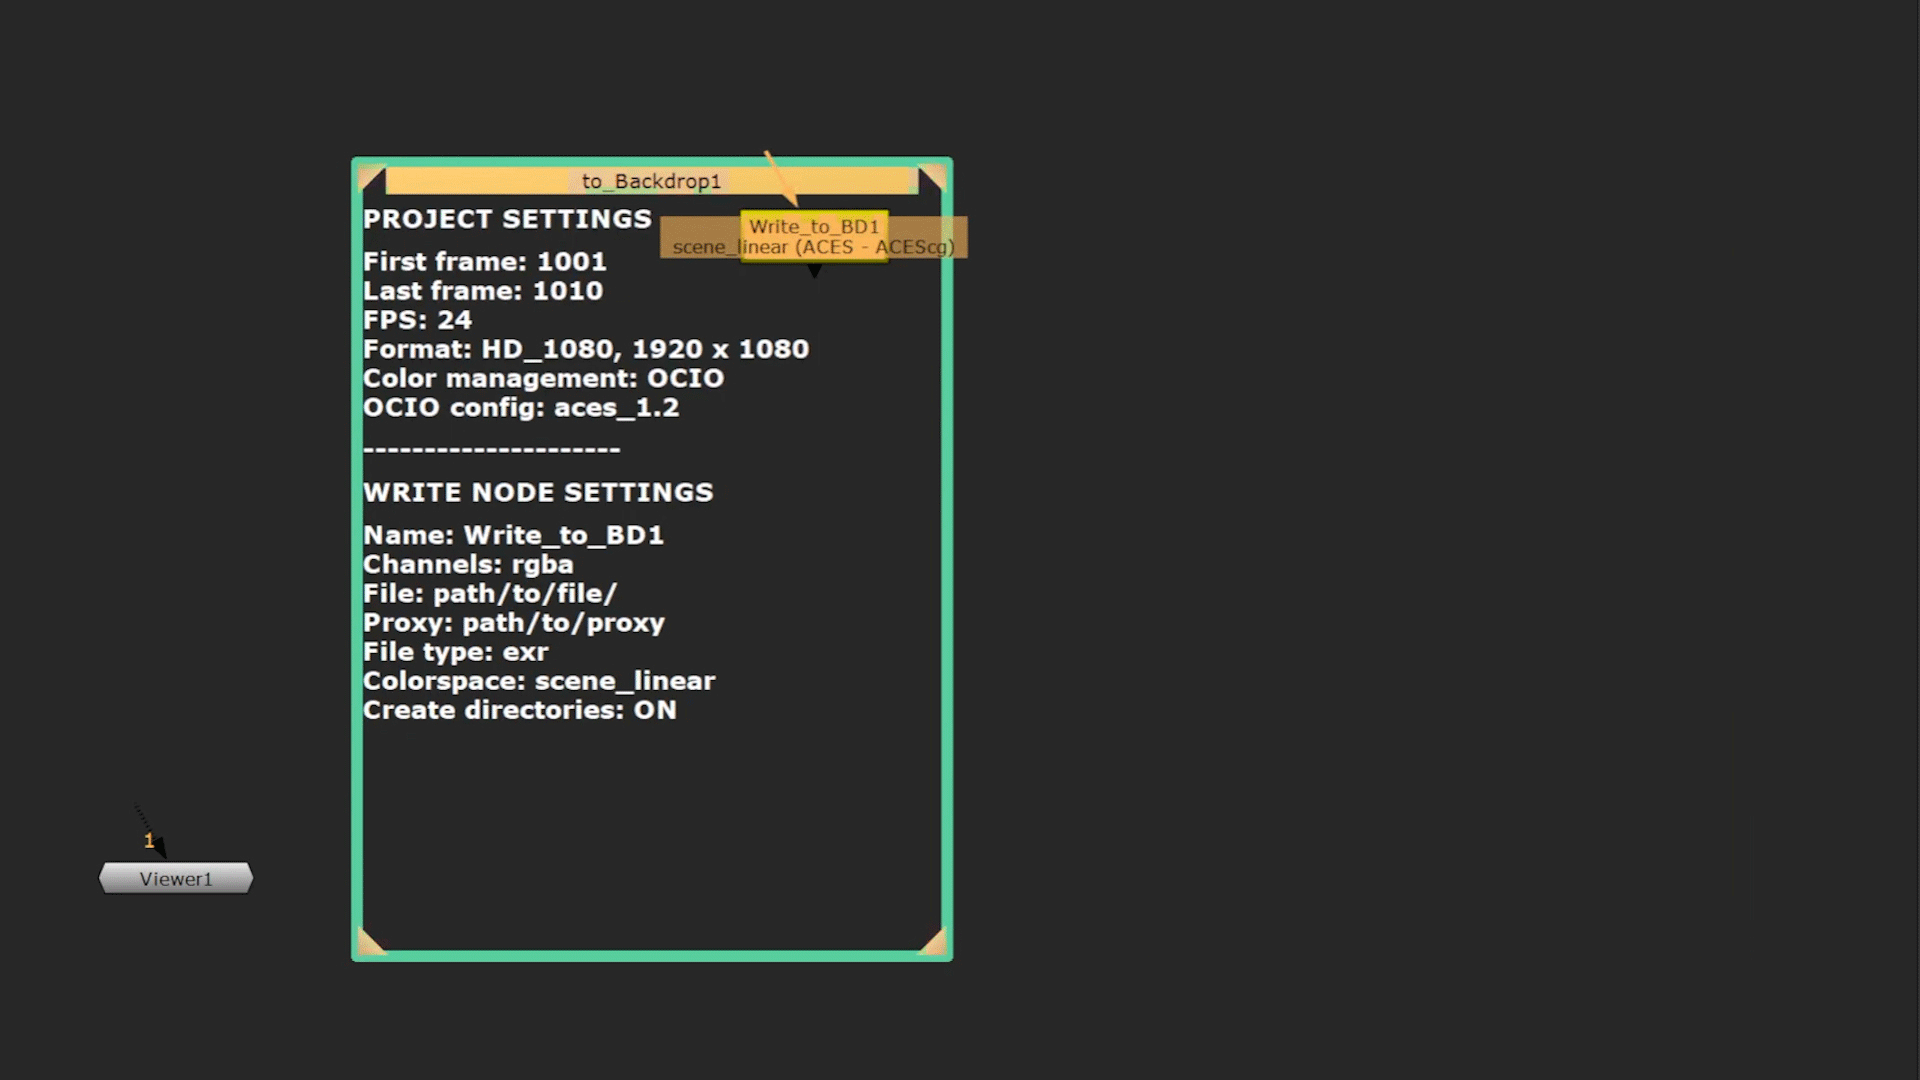 to_Backdrop1
PROJECT SETTINGS
Write_to_BD1
scene_linear (ACES - ACEScg)
First frame: 1001
Last frame: 1010
FPS: 24
Format: HD_1080, 1920 x 1080
Color management: OCIO
OCIO config: aces_1.2
---------------------
WRITE NODE SETTINGS
Name: Write_to_BD1
Channels: rgba
File: path/to/file/
Proxy: path/to/proxy
File type: exr
Colorspace: scene_linear
Create directories: ON
1
Viewer1